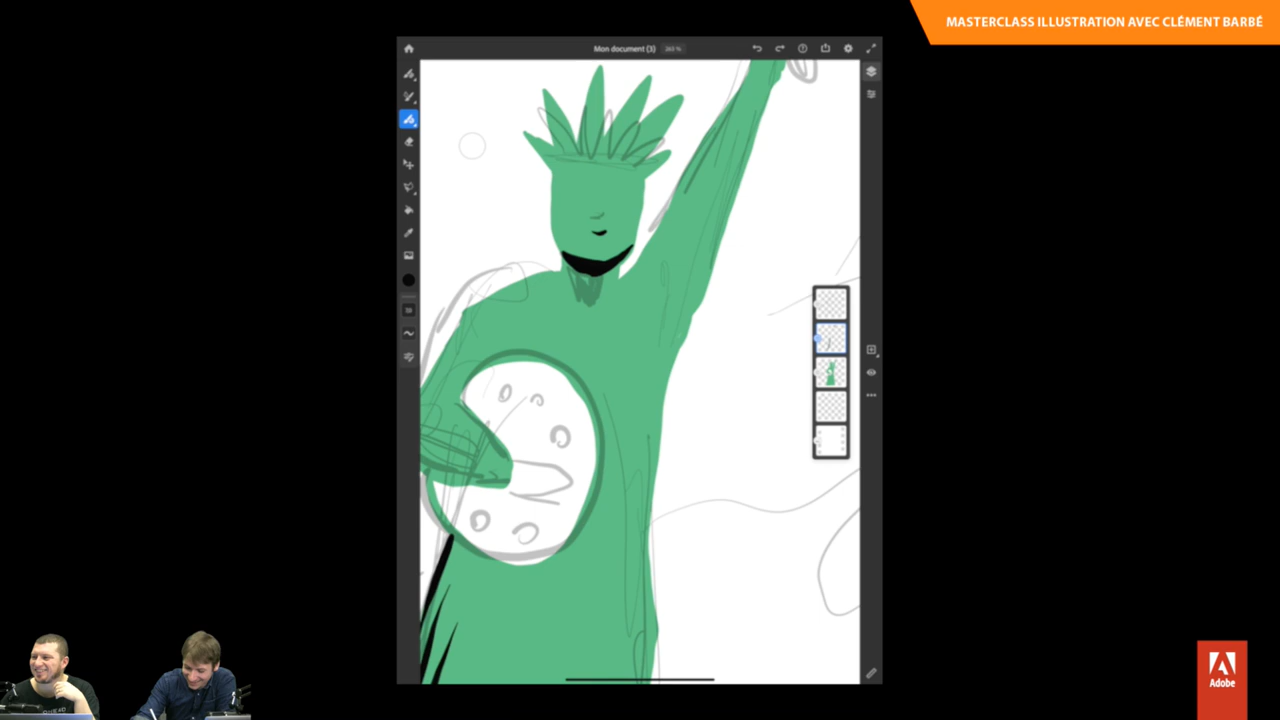 MASTERCLASS ILLUSTRATION AVEC CLÉMENT BARBÉ
Mon document (3)
Adobe